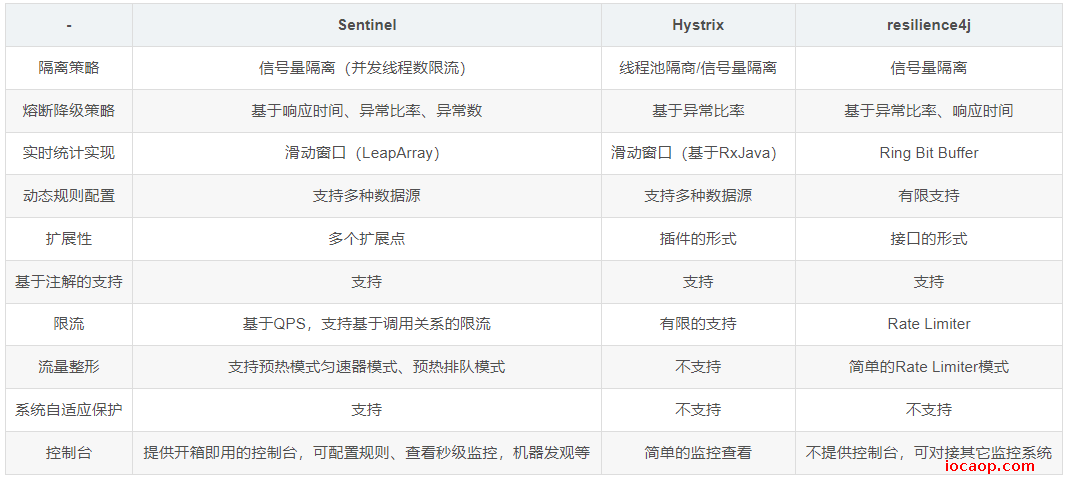 - Sentinel Hystrix resilience4j
隔离策略 信号量隔离（并发线程数限流） 线程池隔商/信号量隔离 信号量隔离
熔断降级策略 基于响应时间、异常比率、异常数 基于异常比率 基于异常比率、响应时间
实时统计实现 滑动窗口（LeapArray） 滑动窗口（基于RxJava） Ring Bit Buffer
动态规则配置 支持多种数据源 支持多种数据源 有限支持
扩展性 多个扩展点 插件的形式 接口的形式
基于注解的支持 支持 支持 支持
限流 基于QPS，支持基于调用关系的限流 有限的支持 Rate Limiter
流量整形 支持预热模式匀速器模式、预热排队模式 不支持 简单的Rate Limiter模式
系统自适应保护 支持 不支持 不支持
控制台 提供开箱即用的控制台，可配置规则、查看秒级监控，机器发观等 简单的监控查看 不提供控制台，可对接其它监控系统
iocaop.com